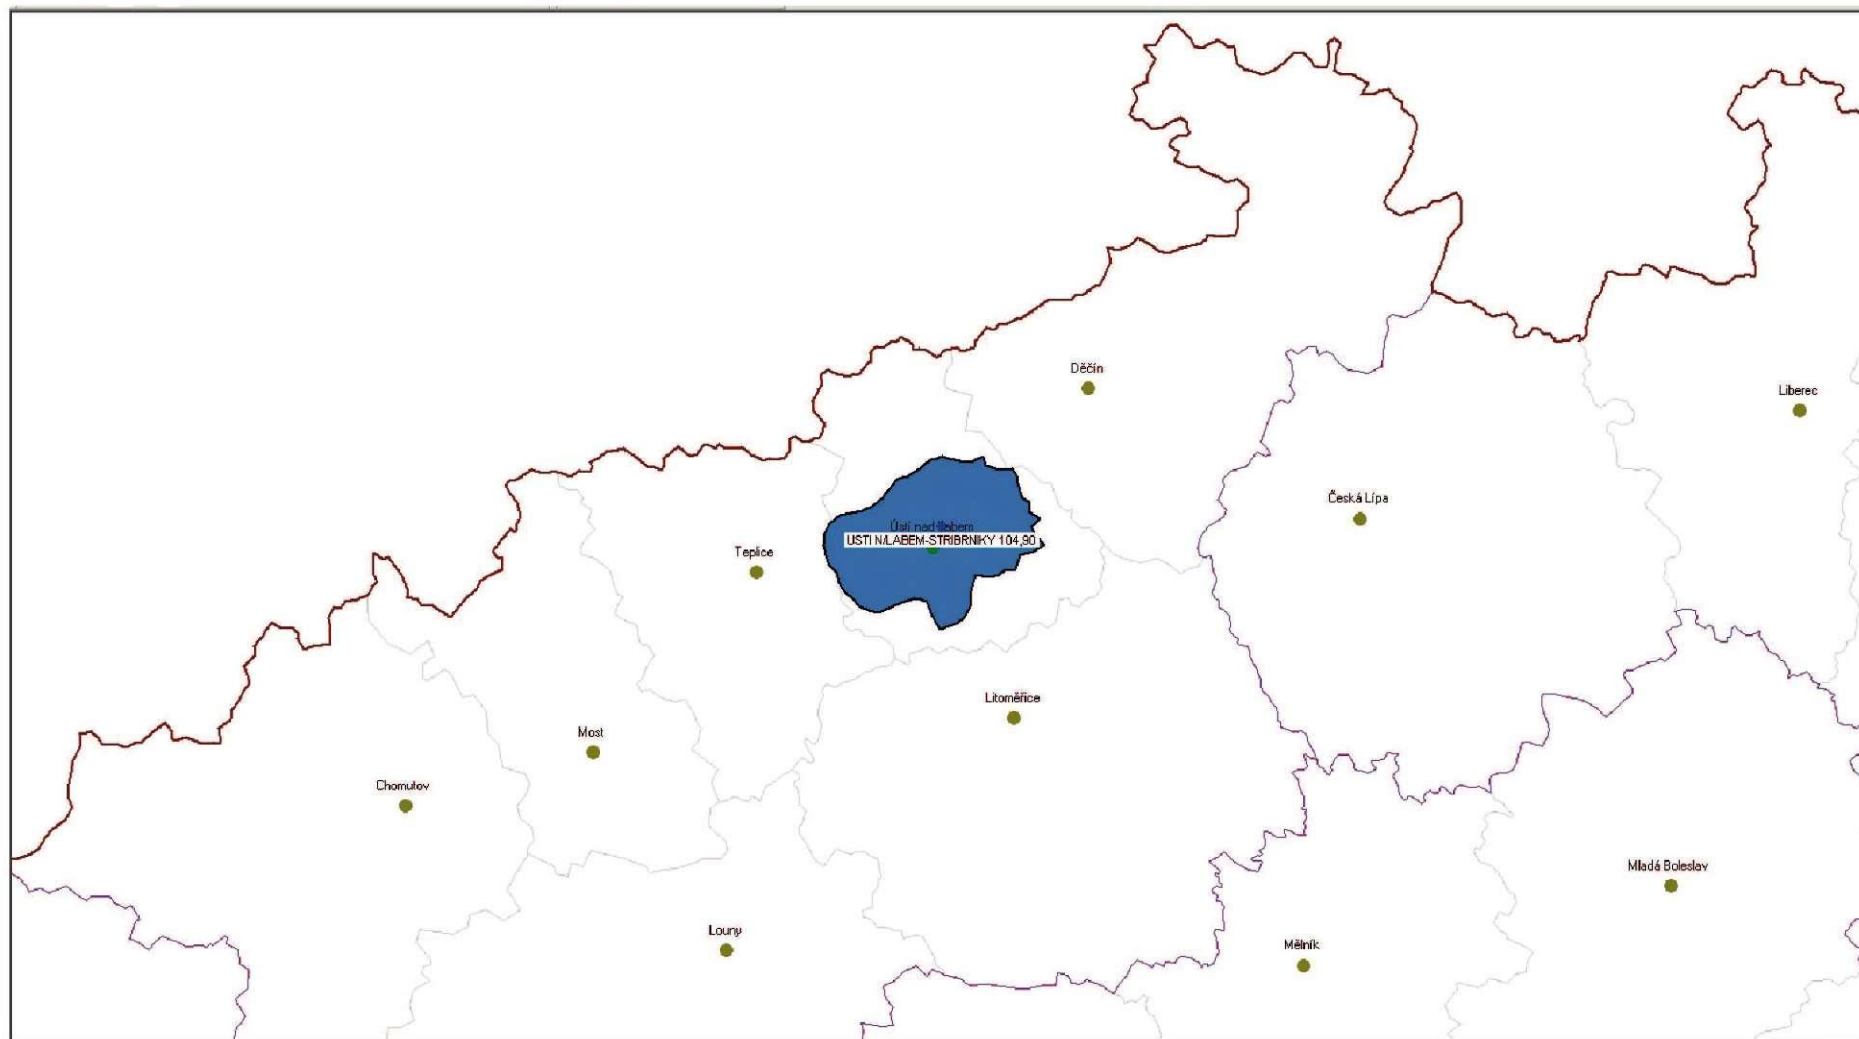 Děčín
Liberec
Česká Lípa
Ústí nad Labem
USTI N/LABEM-STRIBRNIKY 104,90
Teplice
Litoměřice
Most
Chomutov
Mladá Boleslav
Louny
Mělník